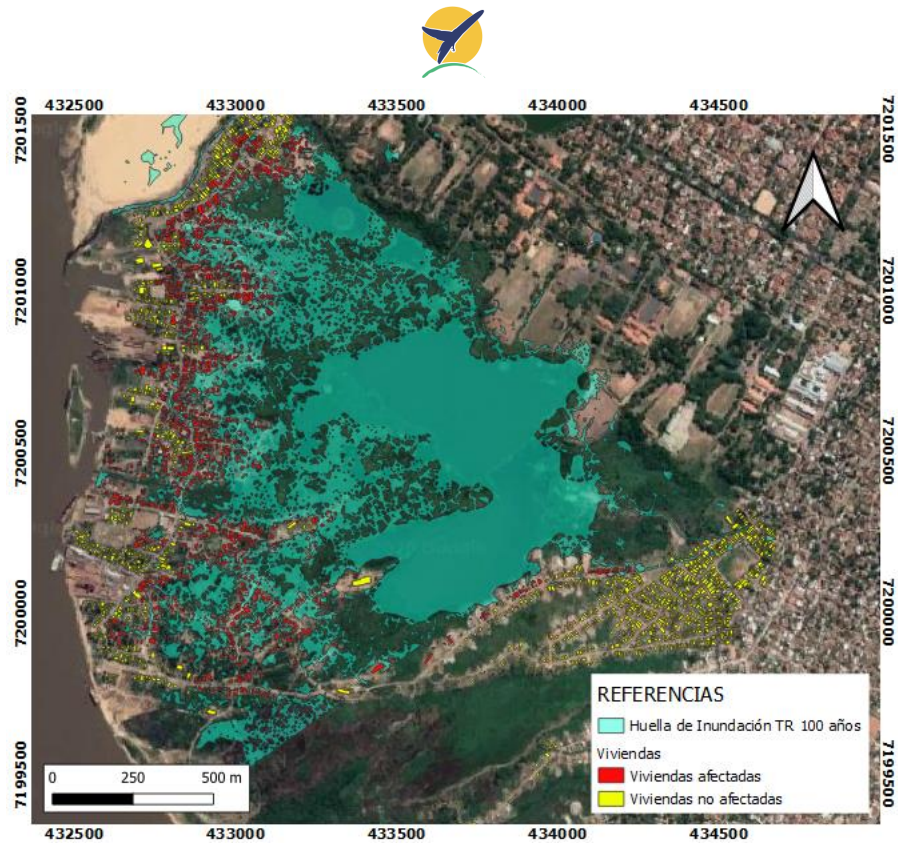 432500 433000 433500 434000 434500
7201500 7201500
7201000 7201000
7200500 7200500
7200000 7200000
7199500 7199500
REFERENCIAS
Huella de Inundación TR 100 años
Viviendas
Viviendas afectadas
Viviendas no afectadas
0 250 500 m
432500 433000 433500 434000 434500